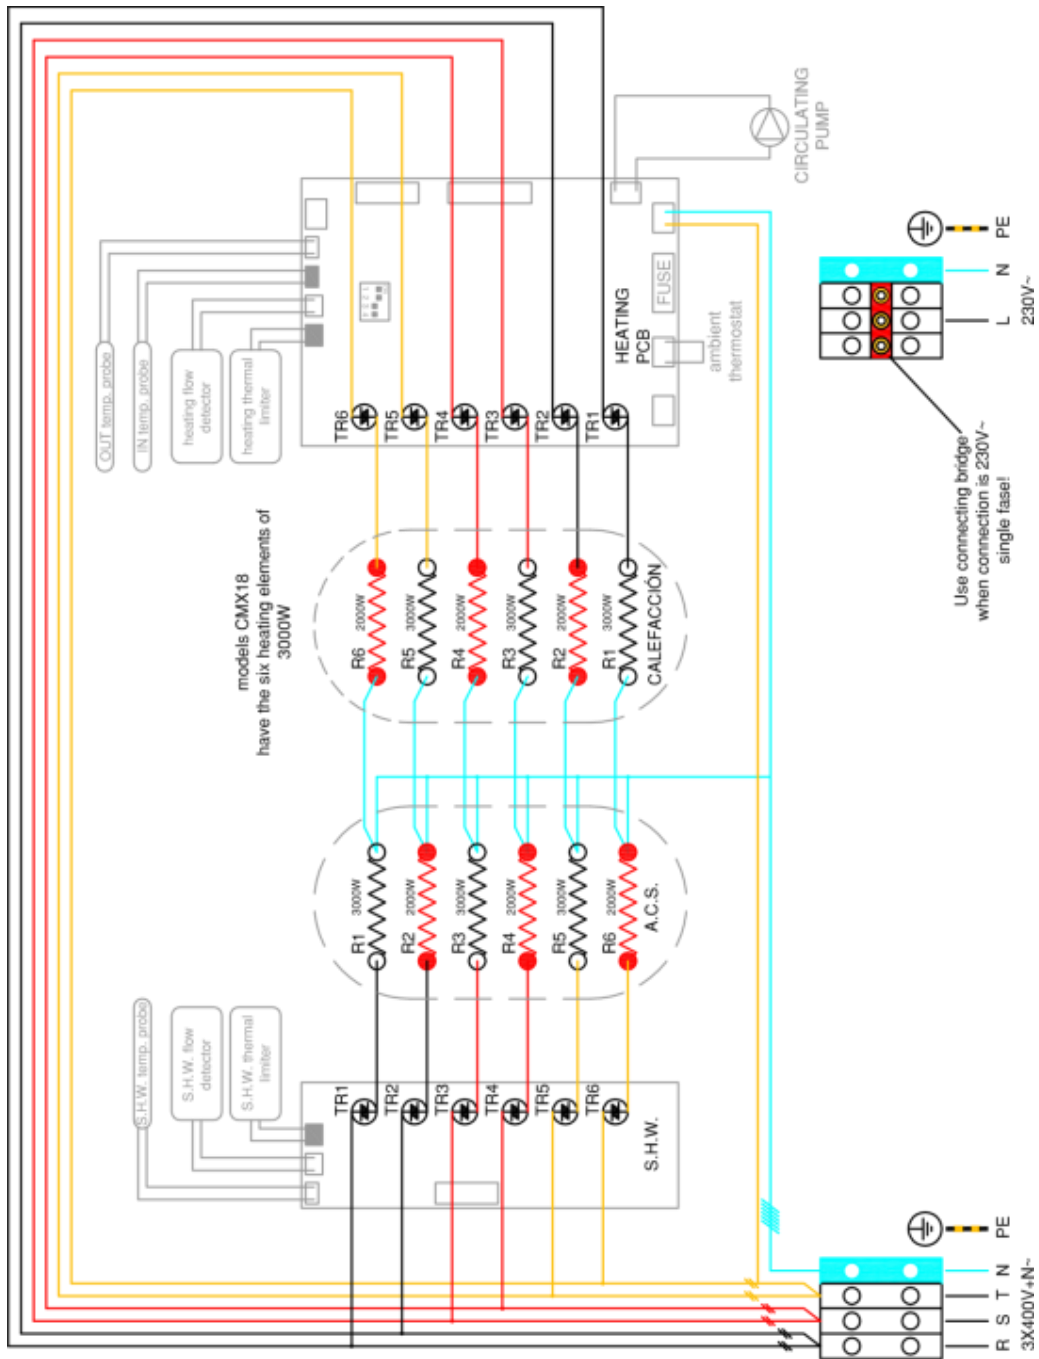 OUT temp. probe
IN temp. probe
heating flow
detector
heating thermal
limiter
CIRCULATING
PUMP
FUSE
HEATING
PCB
ambient
thermostat
TR6
TR5
TR4
TR3
TR2
TR1
models CMX18
have the six heating elements of
3000W
R6
2000W
R5
3000W
R4
2000W
R3
3000W
R2
2000W
R1
3000W
CALEFACCIÓN
R1
3000W
R2
2000W
R3
3000W
R4
2000W
R5
3000W
R6
2000W
A.C.S.
S.H.W. temp. probe
S.H.W. flow
detector
S.H.W. thermal
limiter
TR1
TR2
TR3
TR4
TR5
TR6
S.H.W.
PE
N
L
230V~
Use connecting bridge
when connection is 230V~
single fase!
PE
N
T
S
R
3X400V+N~